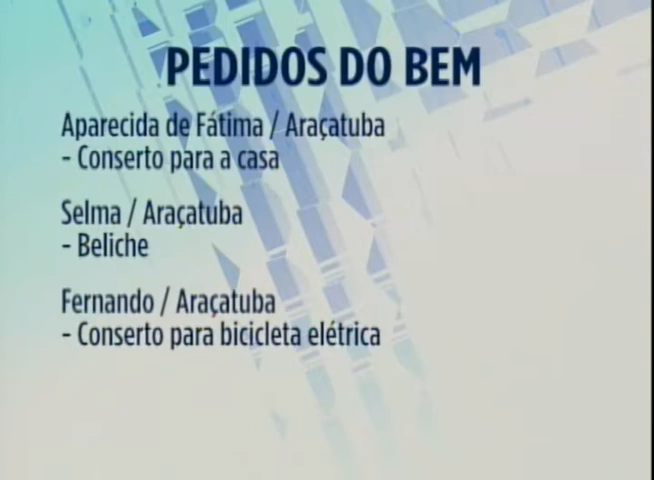 PEDIDOS DO BEM
Aparecida de Fátima / Araçatuba
- Conserto para a casa
Selma / Araçatuba
- Beliche
Fernando / Araçatuba
- Conserto para bicicleta elétrica